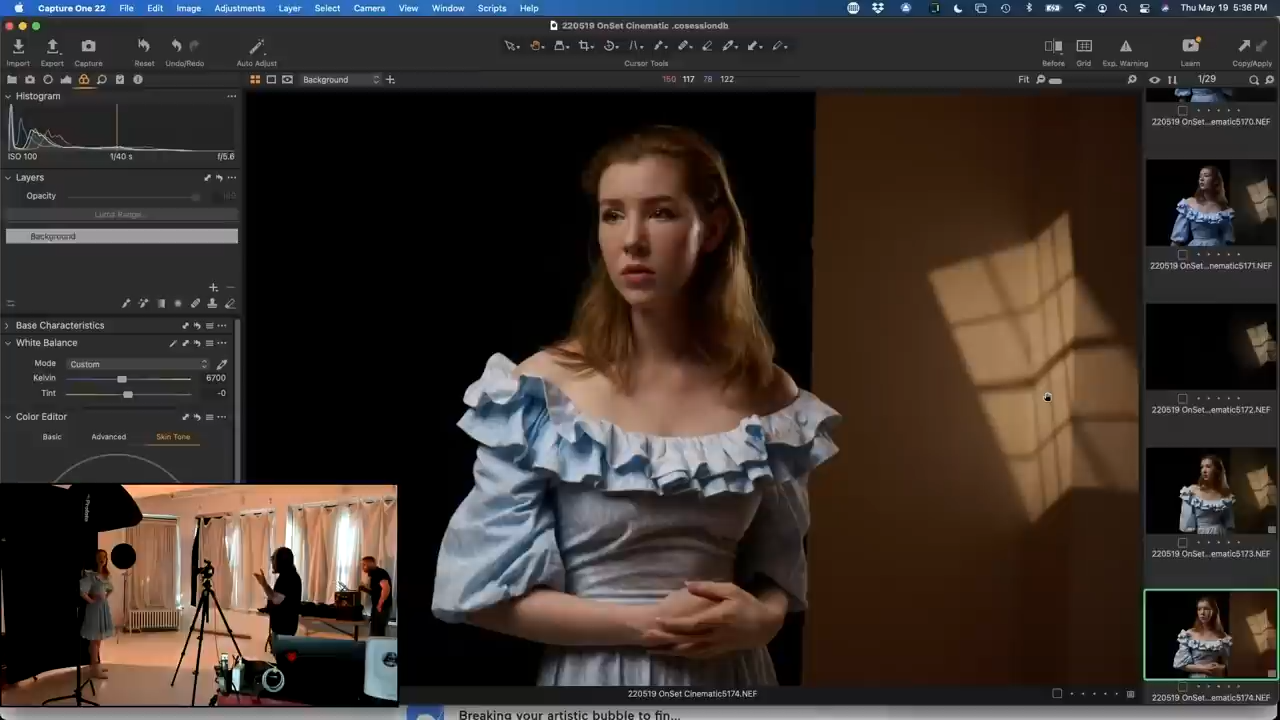 Capture One 22 File Edit Image Adjustments Layer Select Camera View Window Scripts Help Thu May 19 5:36 PM
220519 OnSet Cinematic .cosessiondb
Import Export Capture Reset Undo/Redo Auto Adjust Cursor Tools Before Grid Exp. Warning Learn Copy/Apply
Background 160 117 78 122 Fit 1/29
Histogram
ISO 100 1/40 s f/5.6
Layers
Opacity 100
Luma Range...
Background
Base Characteristics
White Balance
Mode Custom
Kelvin 6700
Tint -0
Color Editor
Basic Advanced Skin Tone
220519 OnSet...ematic5170.NEF
220519 OnSet...nematic5171.NEF
220519 OnSet...ematic5172.NEF
220519 OnSet...ematic5173.NEF
220519 OnSet...ematic5174.NEF
Profoto
220519 OnSet Cinematic5174.NEF
Breaking your artistic bubble to fin...